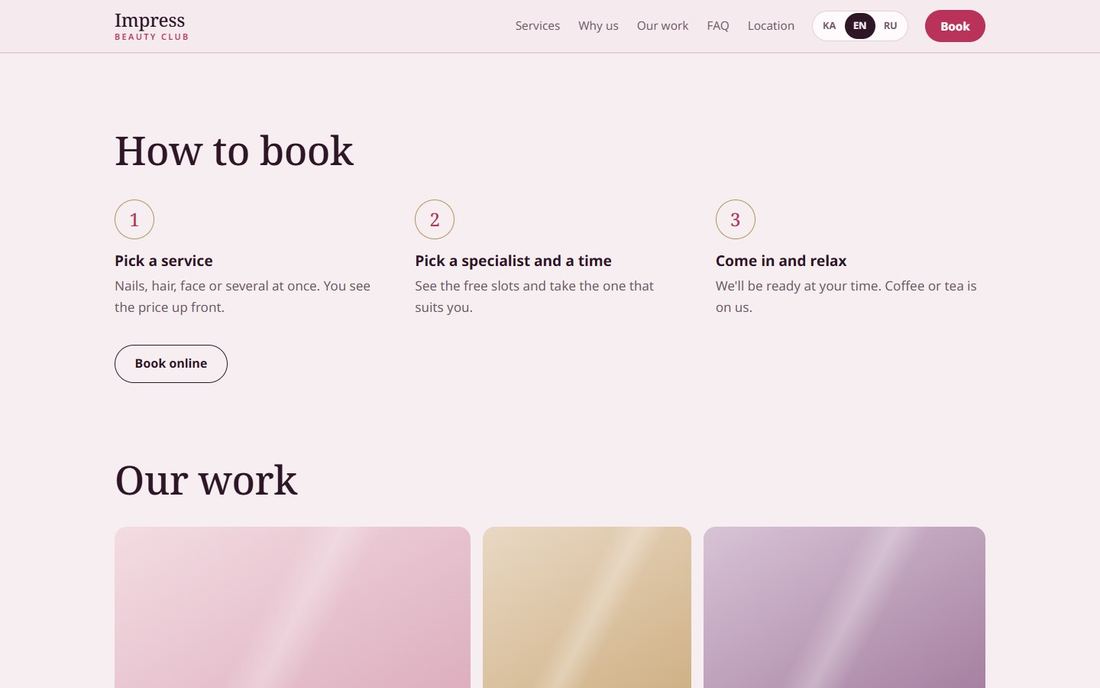 Impress
BEAUTY CLUB
Services
Why us
Our work
FAQ
Location
KA
EN
RU
Book
How to book
1
Pick a service
Nails, hair, face or several at once. You see
the price up front.
2
Pick a specialist and a time
See the free slots and take the one that
suits you.
3
Come in and relax
We'll be ready at your time. Coffee or tea is
on us.
Book online
Our work